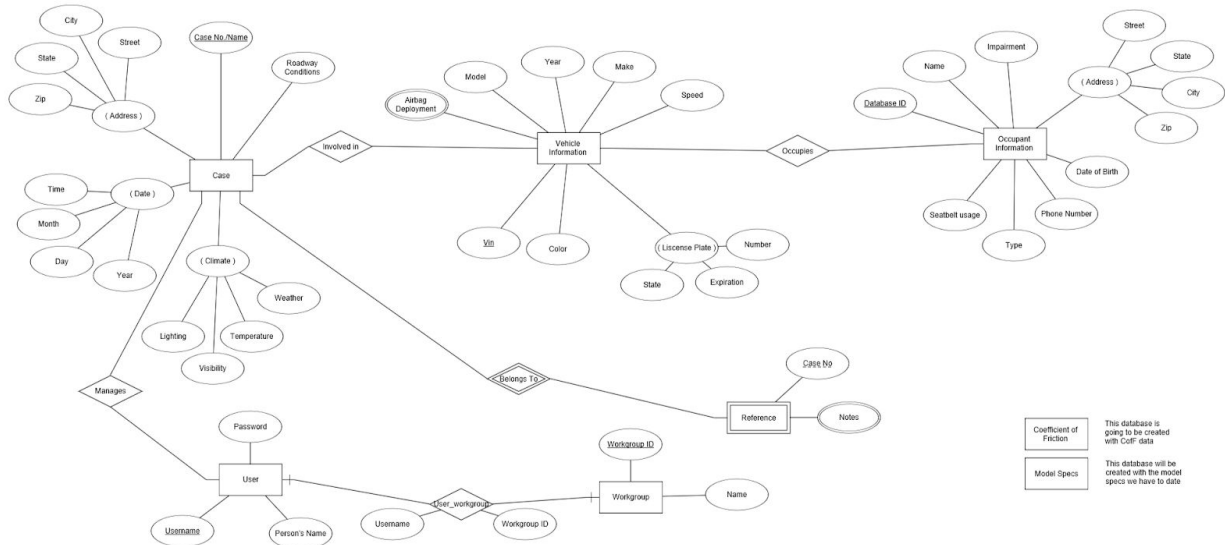 City
Street
State
Zip
( Address )
Case No./Name
Roadway
Conditions
Case
Involved in
Time
Month
Day
Year
( Date )
( Climate )
Lighting
Visibility
Temperature
Weather
Airbag
Deployment
Model
Year
Make
Speed
Vehicle
Information
Vin
Color
( Liscense Plate )
Number
State
Expiration
Occupies
Database ID
Name
Impairment
Street
State
City
Zip
( Address )
Occupant
Information
Date of Birth
Phone Number
Type
Seatbelt usage
Manages
Belongs To
Case No
Reference
Notes
Password
User
Username
Person's Name
User_workgroup
Username
Workgroup ID
Workgroup ID
Workgroup
Name
Coefficient of
Friction
This database is
going to be created
with CofF data
Model Specs
This database will be
created with the model
specs we have to date